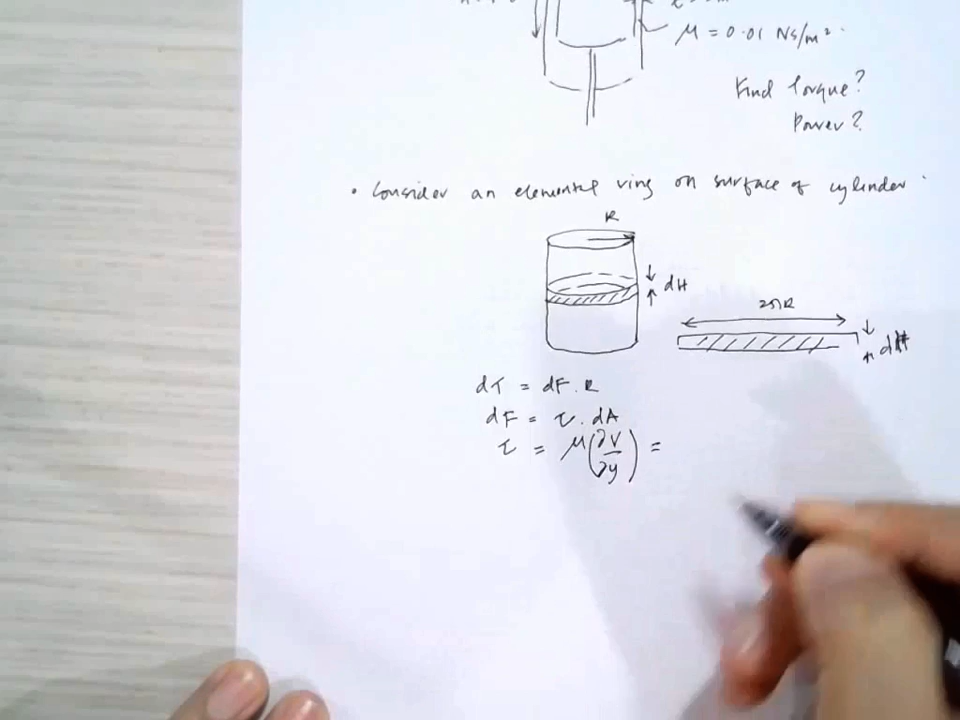 μ = 0.01 Ns/m².
Find Torque?
Power?
• Consider an elemental ring on surface of cylinder.
R
dH
2πR
dH
dT = dF.R
dF = τ.dA
τ = μ(∂V/∂y) =